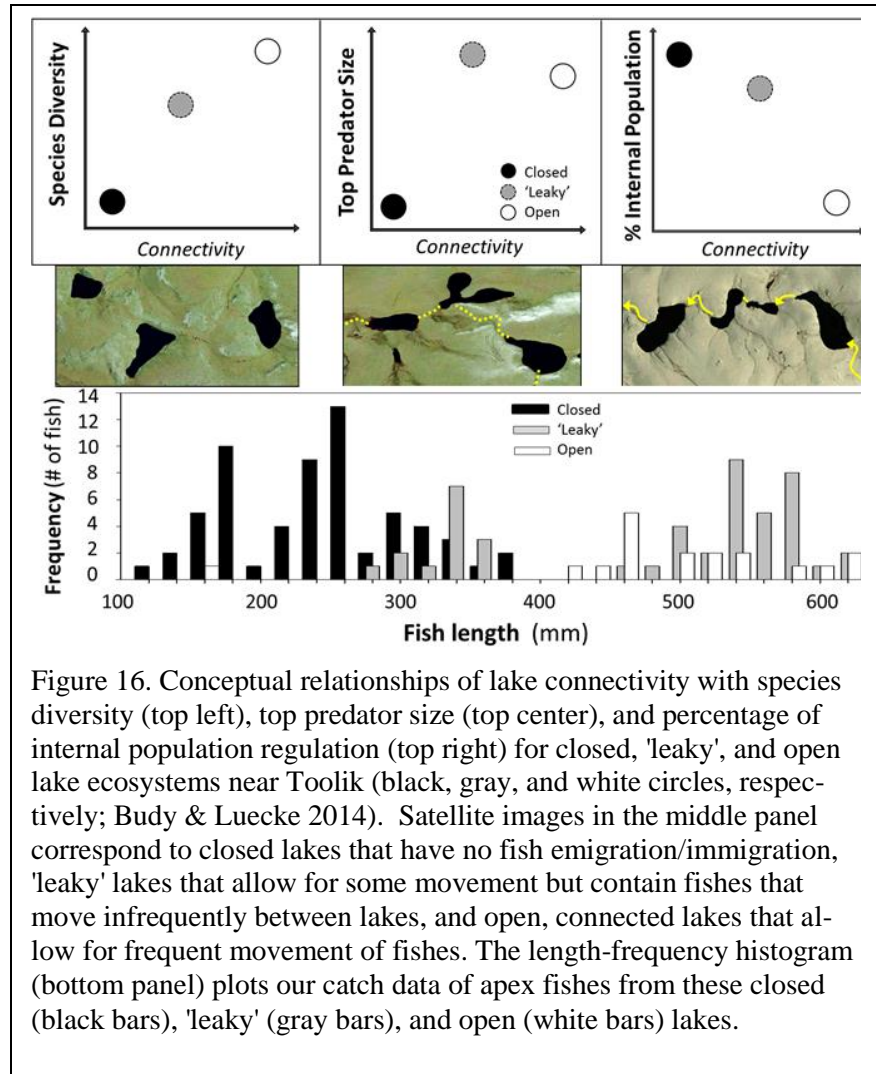 Species Diversity
Connectivity
Top Predator Size
Closed
'Leaky'
Open
Connectivity
% Internal Population
Connectivity
Frequency (# of fish)
14
12
10
8
6
4
2
0
Closed
'Leaky'
Open
100 200 300 400 500 600
Fish length (mm)
Figure 16. Conceptual relationships of lake connectivity with species
diversity (top left), top predator size (top center), and percentage of
internal population regulation (top right) for closed, 'leaky', and open
lake ecosystems near Toolik (black, gray, and white circles, respec-
tively; Budy & Luecke 2014).  Satellite images in the middle panel
correspond to closed lakes that have no fish emigration/immigration,
'leaky' lakes that allow for some movement but contain fishes that
move infrequently between lakes, and open, connected lakes that al-
low for frequent movement of fishes. The length-frequency histogram
(bottom panel) plots our catch data of apex fishes from these closed
(black bars), 'leaky' (gray bars), and open (white bars) lakes.